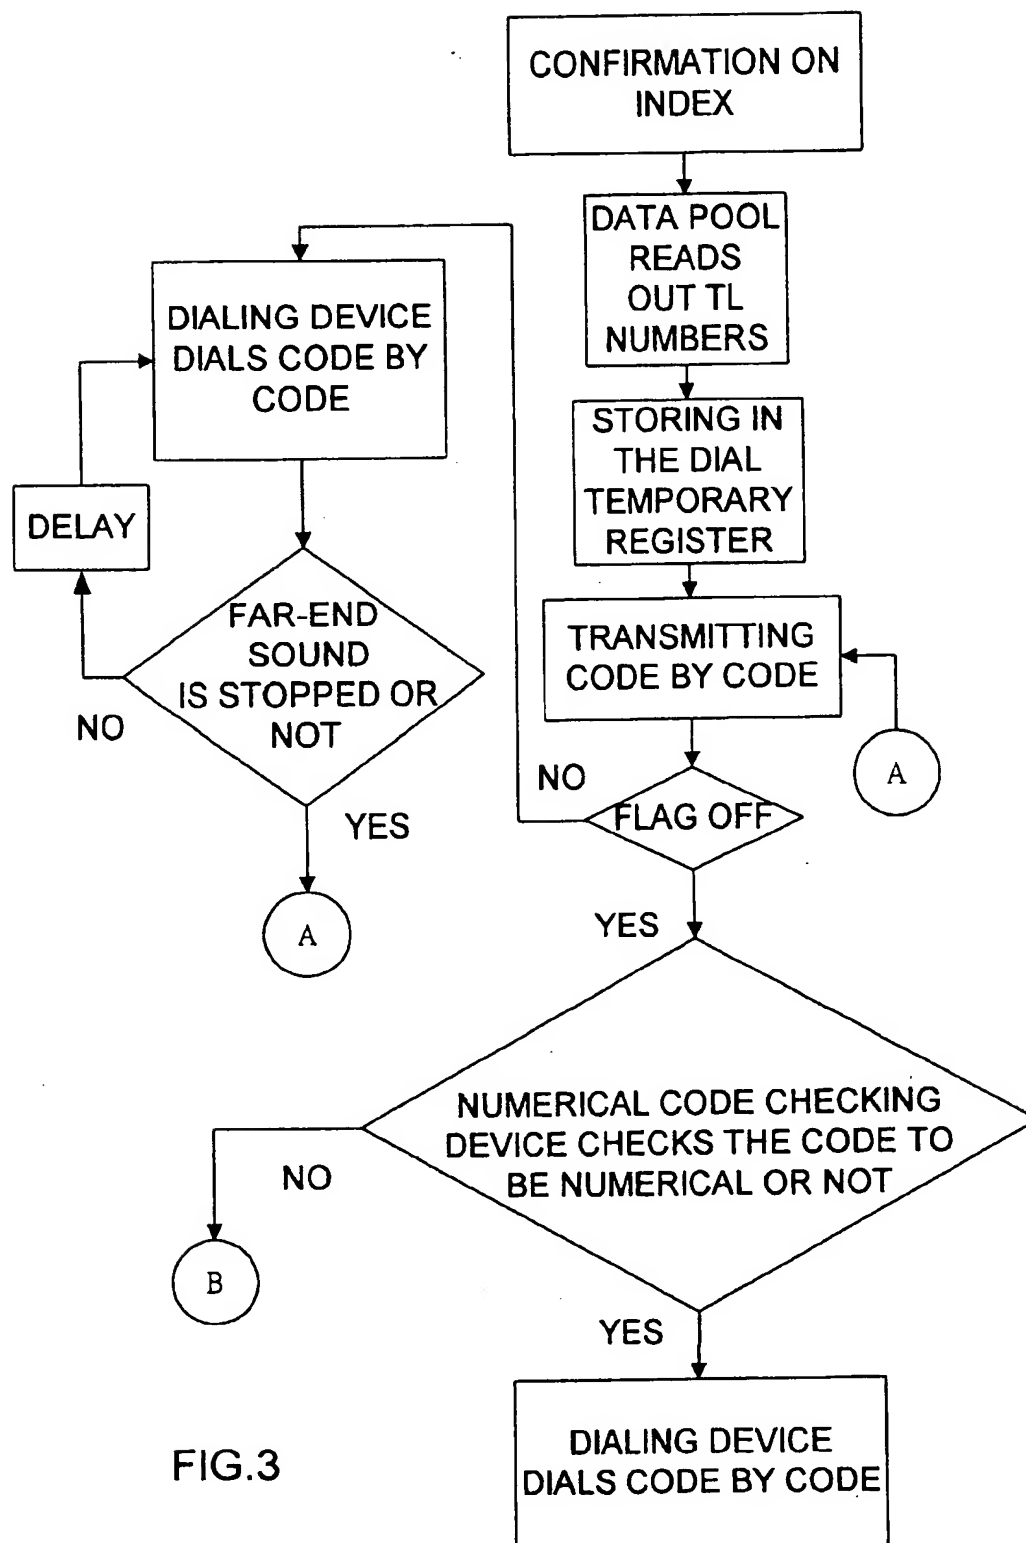 CONFIRMATION ON
INDEX
DATA POOL
READS
OUT TL
NUMBERS
STORING IN
THE DIAL
TEMPORARY
REGISTER
TRANSMITTING
CODE BY CODE
A
FLAG OFF
NO
DIALING DEVICE
DIALS CODE BY
CODE
DELAY
FAR-END
SOUND
IS STOPPED OR
NOT
NO
YES
A
YES
NUMERICAL CODE CHECKING
DEVICE CHECKS THE CODE TO
BE NUMERICAL OR NOT
NO
B
YES
DIALING DEVICE
DIALS CODE BY CODE
FIG.3